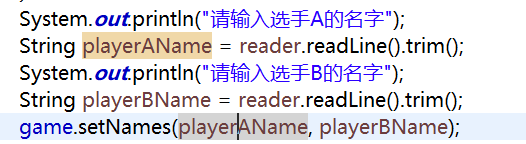 System.out.println("请输入选手A的名字");
String playerAName = reader.readLine().trim();
System.out.println("请输入选手B的名字");
String playerBName = reader.readLine().trim();
game.setNames(playerAName, playerBName);